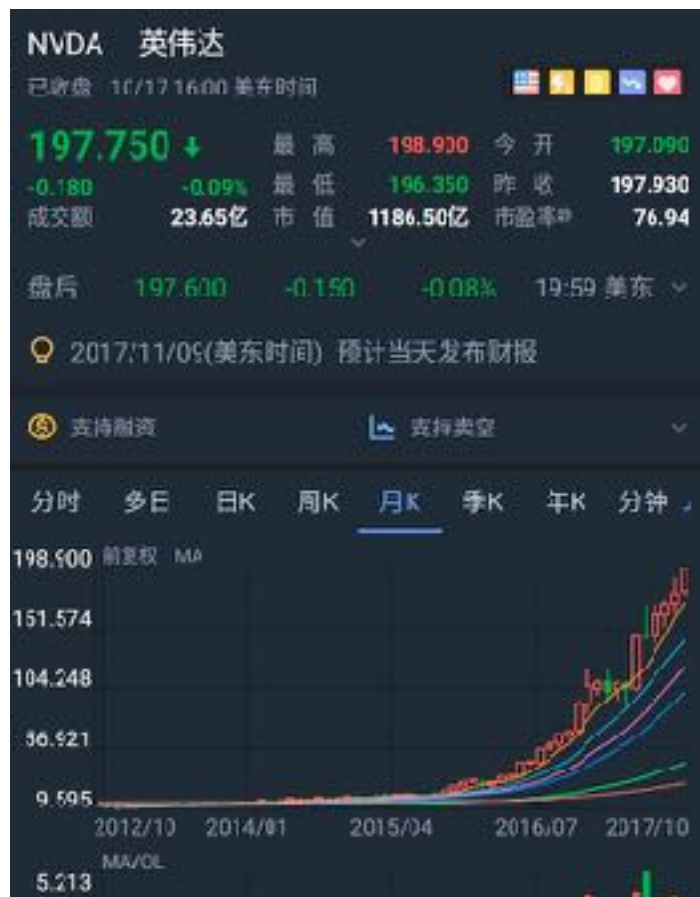 NVDA 英伟达
已收盘 10/17 16:00 美东时间
197.750 最高 198.900 今开 197.090
-0.180 -0.09% 最低 196.350 昨收 197.930
成交额 23.65亿 市值 1186.50亿 市盈率静 76.94
盘后 197.600 -0.150 -0.08% 19:59 美东
2017/11/09(美东时间) 预计当天发布财报
支持融资 支持卖空
分时 多日 日K 周K 月K 季K 年K 分钟
198.900 前复权 MA
151.574
104.248
56.921
9.595
2012/10 2014/01 2015/04 2016/07 2017/10
MAVOL
5.213